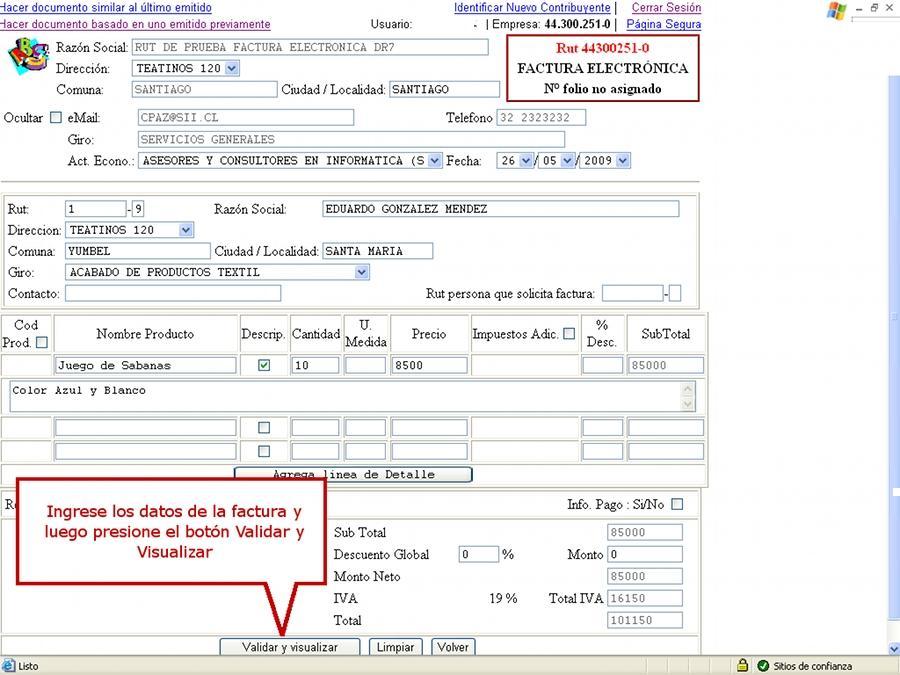 Hacer documento similar al último emitido Identificar Nuevo Contribuyente | Cerrar Sesión
Hacer documento basado en uno emitido previamente Usuario: - | Empresa: 44.300.251-0 | Página Segura
Razón Social: RUT DE PRUEBA FACTURA ELECTRONICA DR7
Dirección: TEATINOS 120
Comuna: SANTIAGO Ciudad / Localidad: SANTIAGO
Rut 44300251-0
FACTURA ELECTRÓNICA
Nº folio no asignado
Ocultar eMail: CPAZ@SII.CL Telefono 32 2323232
Giro: SERVICIOS GENERALES
Act. Econo.: ASESORES Y CONSULTORES EN INFORMATICA (S Fecha: 26 / 05 / 2009
Rut: 1 - 9 Razón Social: EDUARDO GONZALEZ MENDEZ
Direccion: TEATINOS 120
Comuna: YUMBEL Ciudad / Localidad: SANTA MARIA
Giro: ACABADO DE PRODUCTOS TEXTIL
Contacto: Rut persona que solicita factura: -
Cod Prod. Nombre Producto Descrip. Cantidad U. Medida Precio Impuestos Adic. % Desc. SubTotal
Juego de Sabanas 10 8500 85000
Color Azul y Blanco
Agrega linea de Detalle
Info. Pago : Si/No
Ingrese los datos de la factura y
luego presione el botón Validar y
Visualizar
Sub Total 85000
Descuento Global 0 % Monto 0
Monto Neto 85000
IVA 19 % Total IVA 16150
Total 101150
Validar y visualizar Limpiar Volver
Listo Sitios de confianza